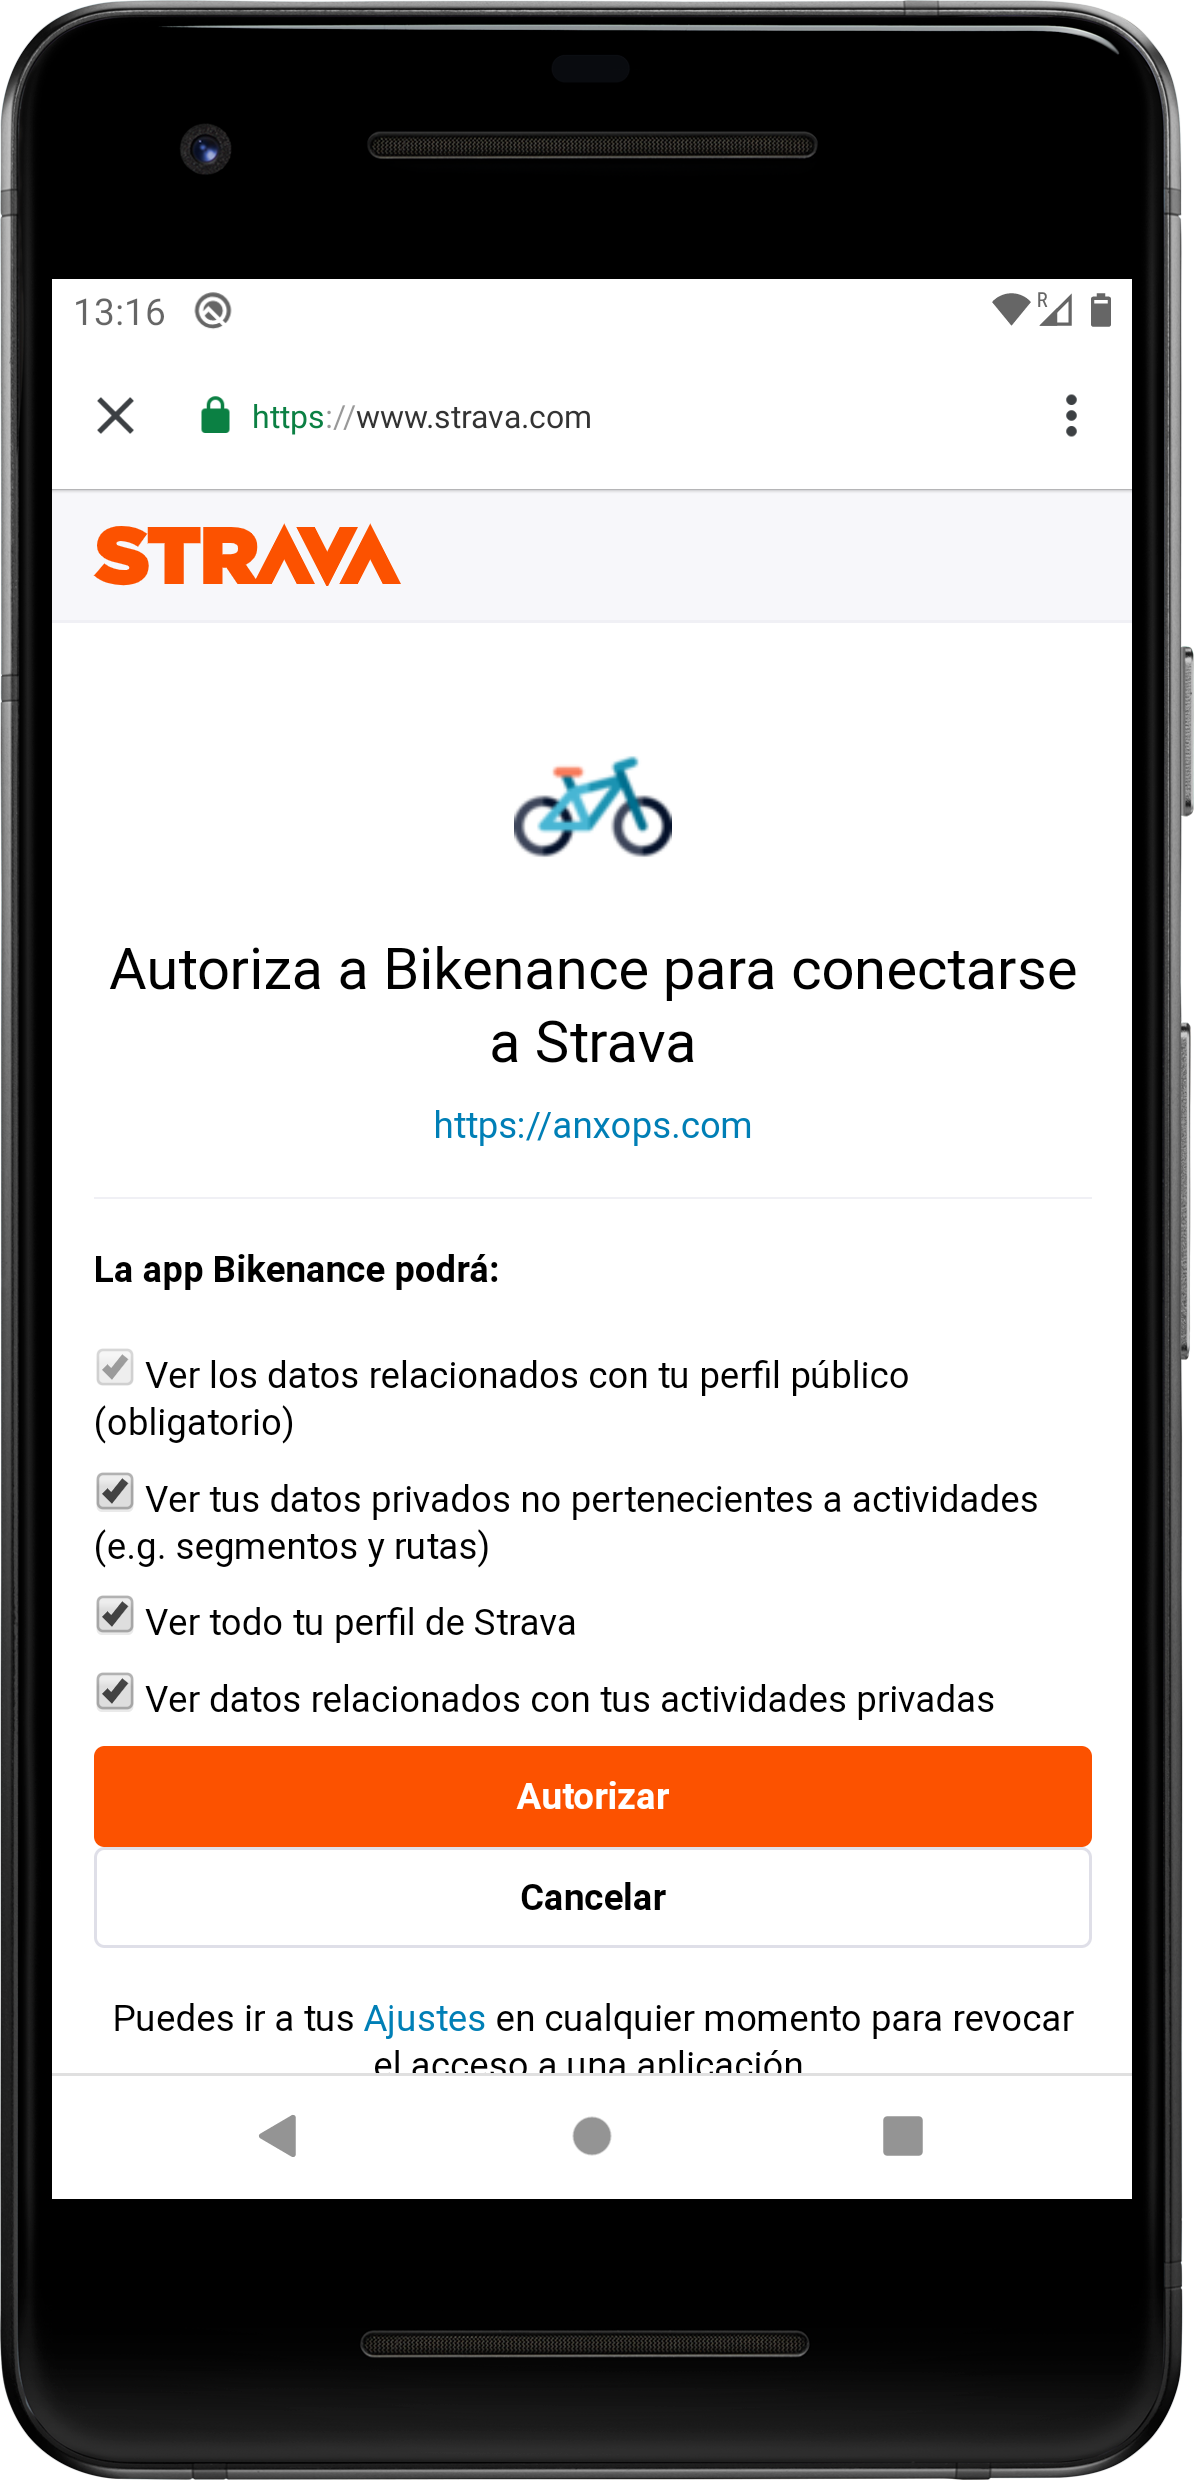 13:16
R
https://www.strava.com
STRAVA
Autoriza a Bikenance para conectarse
a Strava
https://anxops.com
La app Bikenance podrá:
Ver los datos relacionados con tu perfil público
(obligatorio)
Ver tus datos privados no pertenecientes a actividades
(e.g. segmentos y rutas)
Ver todo tu perfil de Strava
Ver datos relacionados con tus actividades privadas
Autorizar
Cancelar
Puedes ir a tus Ajustes en cualquier momento para revocar
el acceso a una aplicación